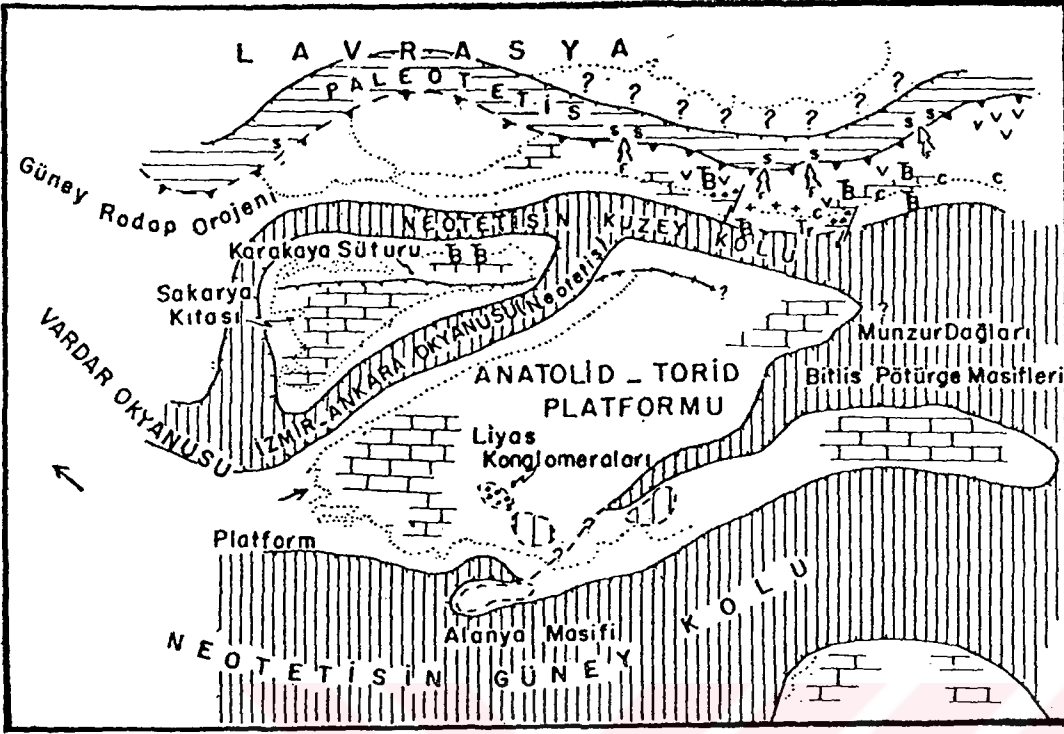 LAVRASYA
PALEOTETİS
Güney Rodop Orojeni
NEOTETİSİN KUZEY KOLU
Karakaya Süturu
Sakarya
Kıtası
VARDAR OKYANUSU
İZMİR-ANKARA OKYANUSU(Neotetis)
ANATOLİD_TORİD
PLATFORMU
Munzur Dağları
Bitlis Pötürge Masifleri
Liyas
Konglomeraları
Platform
Alanya Masifi
NEOTETİSİN GÜNEY KOLU